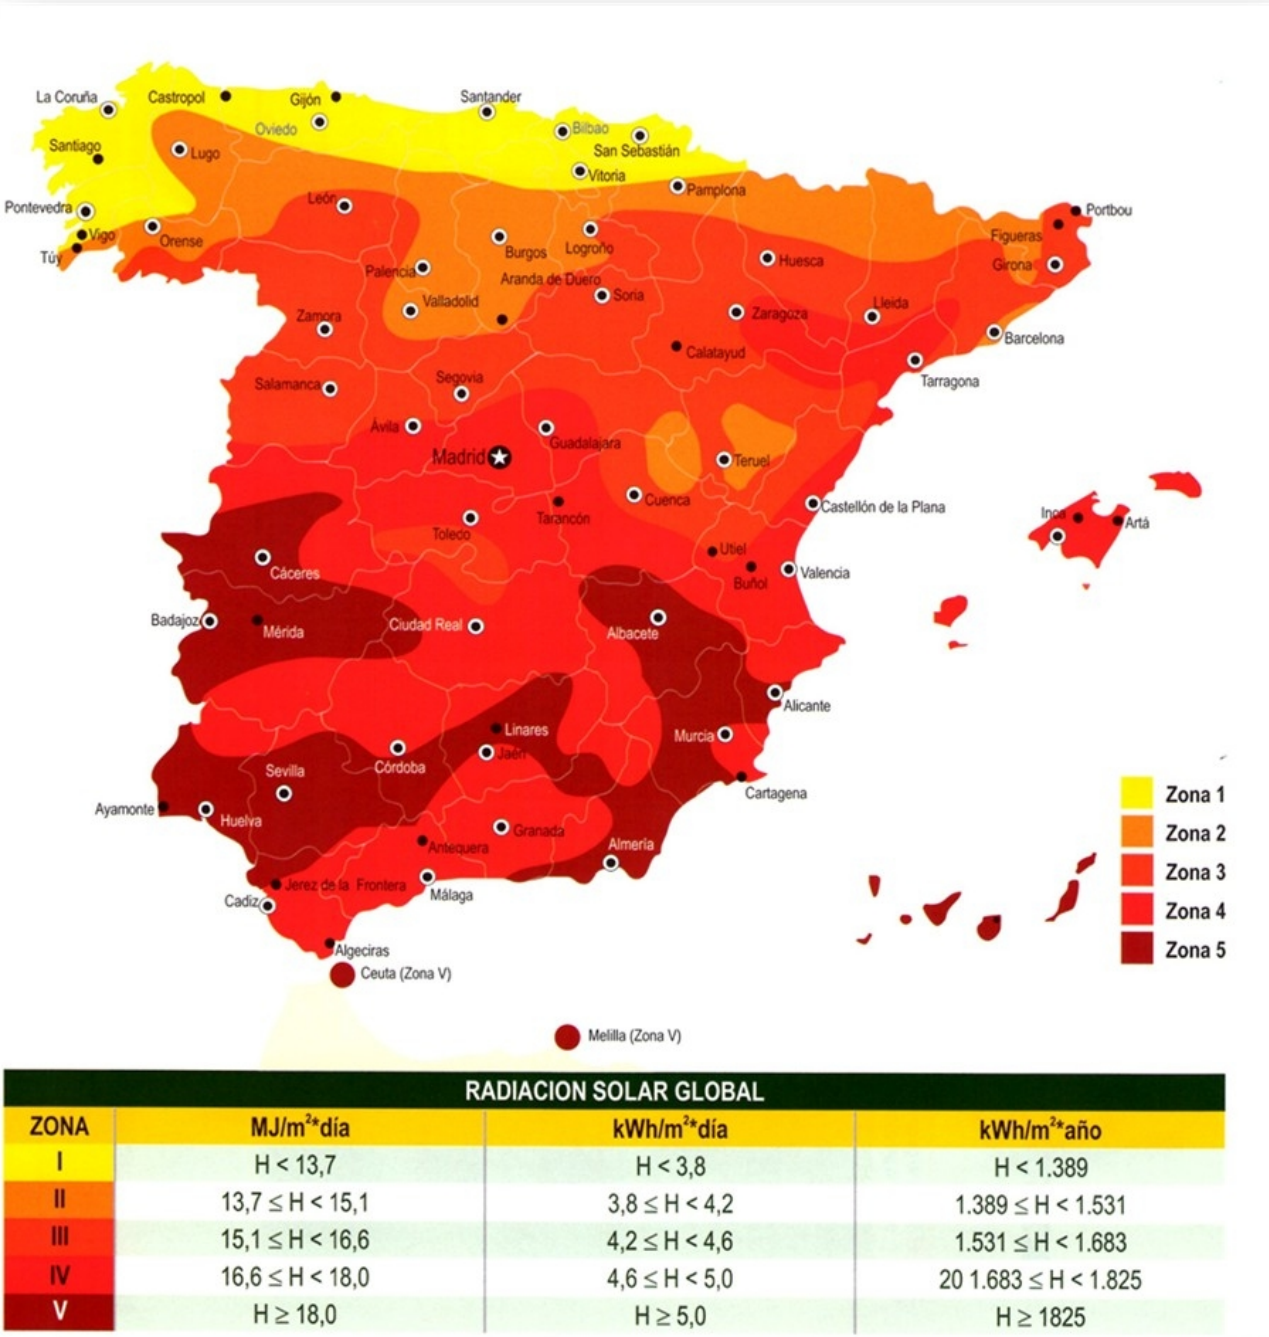 La Coruña
Castropol
Gijón
Santander
Oviedo
Bilbao
Santiago
Lugo
San Sebastián
Vitoria
Pamplona
León
Pontevedra
Portbou
Vigo
Orense
Burgos
Logroño
Figueras
Túy
Palencia
Huesca
Girona
Aranda de Duero
Valladolid
Soria
Lleida
Zamora
Zaragoza
Barcelona
Calatayud
Segovia
Salamanca
Tarragona
Ávila
Guadalajara
Madrid
Teruel
Cuenca
Castellón de la Plana
Tarancón
Inca
Artá
Toledo
Utiel
Cáceres
Buñol
Valencia
Badajoz
Mérida
Ciudad Real
Albacete
Alicante
Linares
Murcia
Jaén
Córdoba
Sevilla
Cartagena
Zona 1
Ayamonte
Huelva
Granada
Zona 2
Antequera
Almería
Zona 3
Jerez de la Frontera
Málaga
Cadiz
Zona 4
Algeciras
Zona 5
Ceuta (Zona V)
Melilla (Zona V)
RADIACION SOLAR GLOBAL
ZONA MJ/m²*día kWh/m²*día kWh/m²*año
I H < 13,7 H < 3,8 H < 1.389
II 13,7 ≤ H < 15,1 3,8 ≤ H < 4,2 1.389 ≤ H < 1.531
III 15,1 ≤ H < 16,6 4,2 ≤ H < 4,6 1.531 ≤ H < 1.683
IV 16,6 ≤ H < 18,0 4,6 ≤ H < 5,0 20 1.683 ≤ H < 1.825
V H ≥ 18,0 H ≥ 5,0 H ≥ 1825